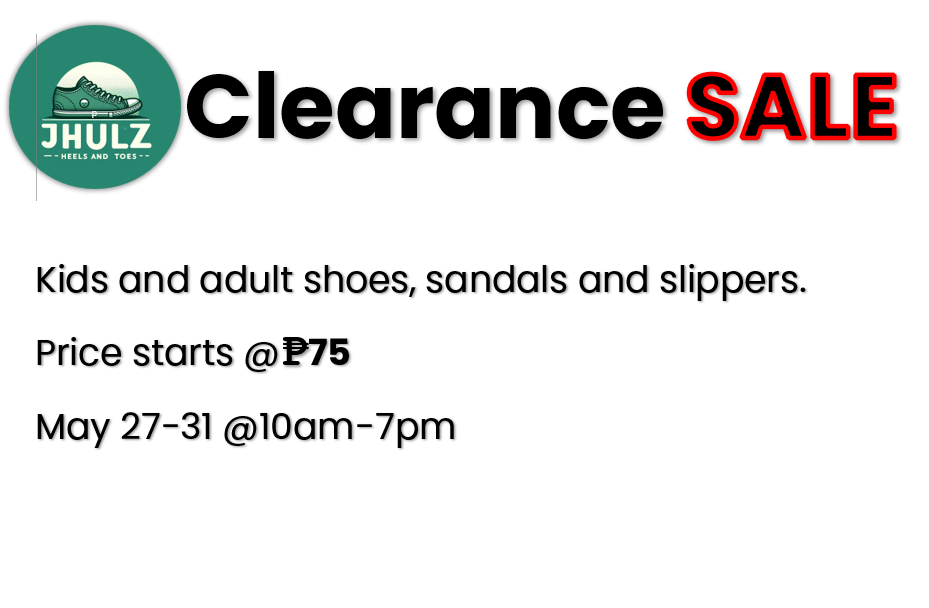 JHULZ
-- HEELS AND TOES --
Clearance SALE
Kids and adult shoes, sandals and slippers.
Price starts @₱75
May 27-31 @10am-7pm